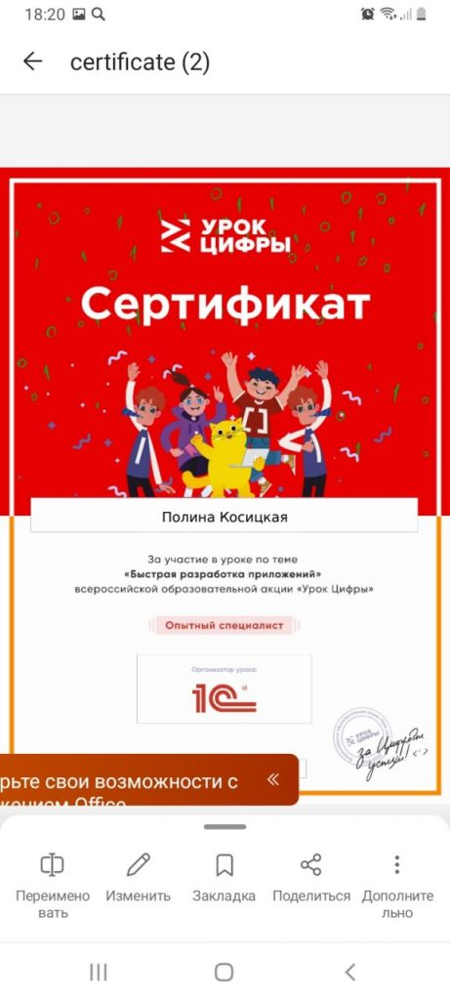 18:20
certificate (2)
УРОК
ЦИФРЫ
Сертификат
Полина Косицкая
За участие в уроке по теме
«Быстрая разработка приложений»
всероссийской образовательной акции «Урок Цифры»
Опытный специалист
Организатор урока:
1С®
УРОК
ЦИФРЫ
за Цифровые
успехи!
рьте свои возможности с «
жением Office
Переимено
вать
Изменить
Закладка
Поделиться
Дополните
льно